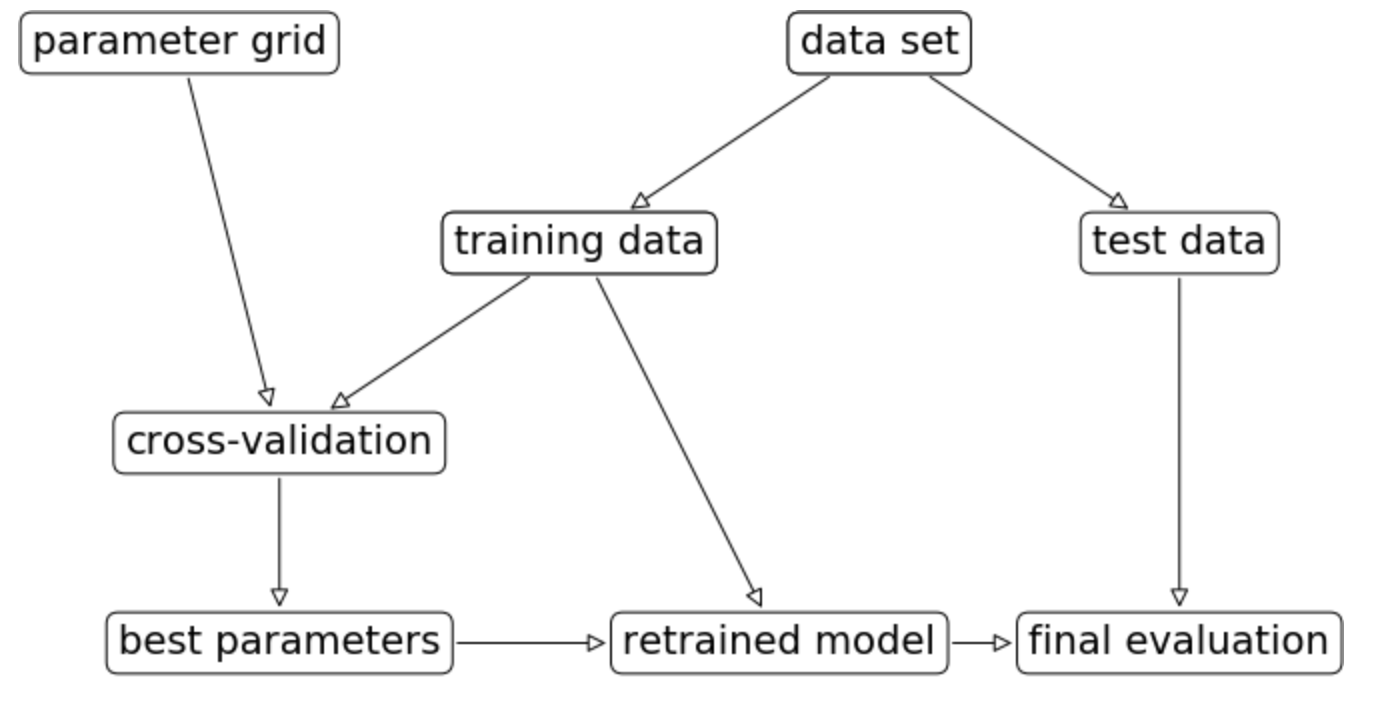 parameter grid
data set
training data
test data
cross-validation
best parameters
retrained model
final evaluation